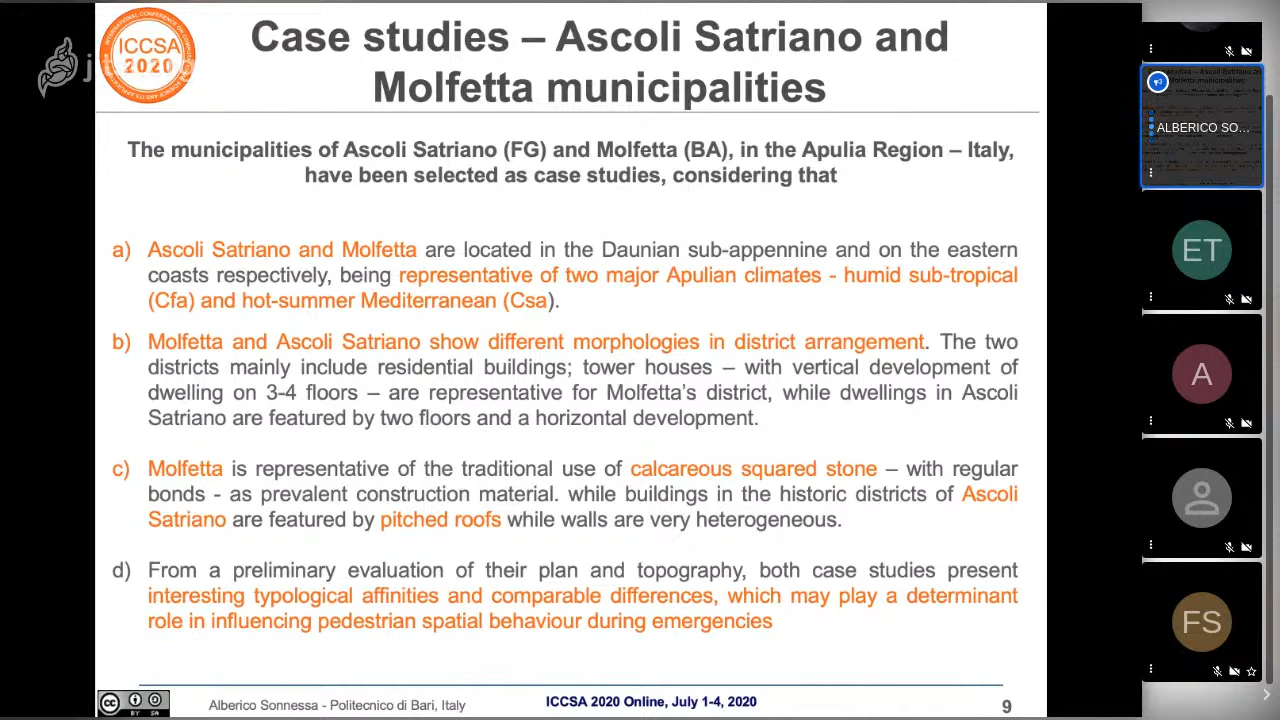 ICCSA
2020
Case studies – Ascoli Satriano and
Molfetta municipalities
The municipalities of Ascoli Satriano (FG) and Molfetta (BA), in the Apulia Region – Italy,
have been selected as case studies, considering that
a) Ascoli Satriano and Molfetta are located in the Daunian sub-appennine and on the eastern
coasts respectively, being representative of two major Apulian climates - humid sub-tropical
(Cfa) and hot-summer Mediterranean (Csa).
b) Molfetta and Ascoli Satriano show different morphologies in district arrangement. The two
districts mainly include residential buildings; tower houses – with vertical development of
dwelling on 3-4 floors – are representative for Molfetta's district, while dwellings in Ascoli
Satriano are featured by two floors and a horizontal development.
c) Molfetta is representative of the traditional use of calcareous squared stone – with regular
bonds - as prevalent construction material. while buildings in the historic districts of Ascoli
Satriano are featured by pitched roofs while walls are very heterogeneous.
d) From a preliminary evaluation of their plan and topography, both case studies present
interesting typological affinities and comparable differences, which may play a determinant
role in influencing pedestrian spatial behaviour during emergencies
cc BY SA
Alberico Sonnessa - Politecnico di Bari, Italy
ICCSA 2020 Online, July 1-4, 2020
9
ALBERICO SO...
ET
A
FS